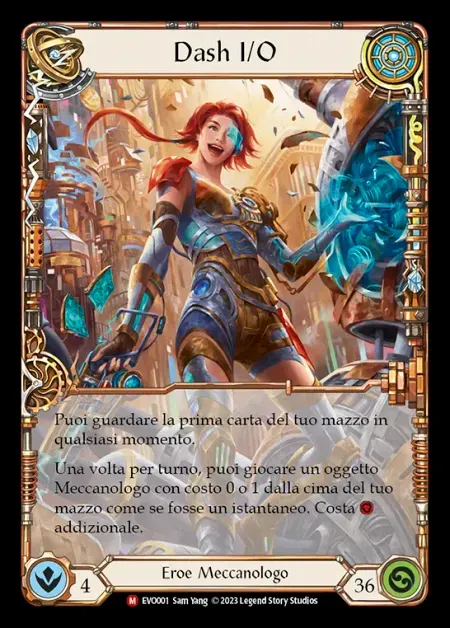 Dash I/O
Puoi guardare la prima carta del tuo mazzo in
qualsiasi momento.
Una volta per turno, puoi giocare un oggetto
Meccanologo con costo 0 o 1 dalla cima del tuo
mazzo come se fosse un istantaneo. Costa
addizionale.
Eroe Meccanologo
4
36
M EVO001 Sam Yang © 2023 Legend Story Studios